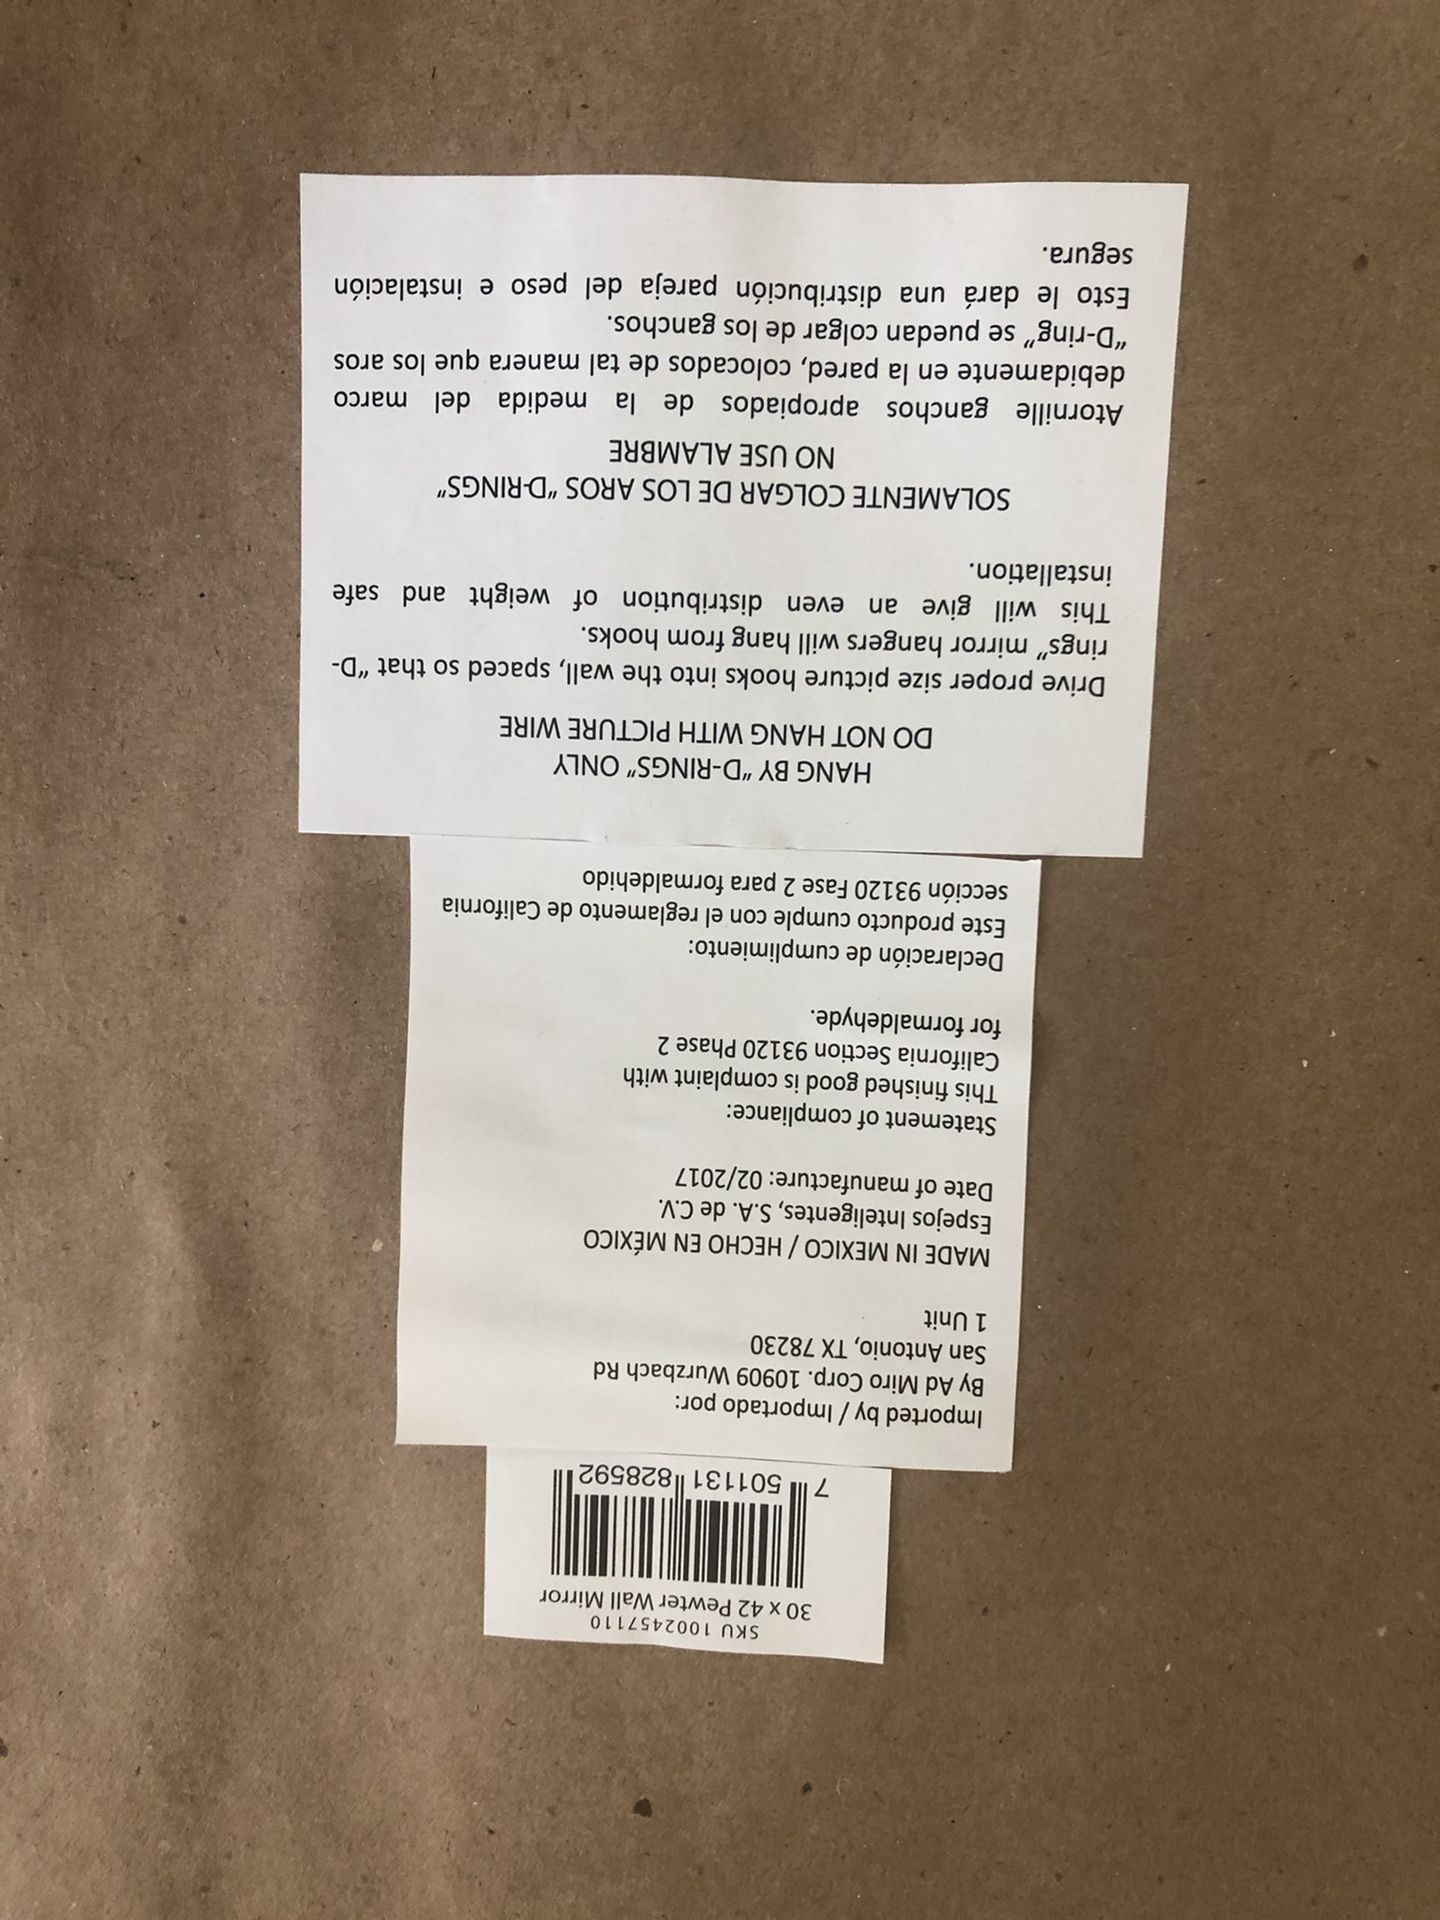 SKU 1002457110
30 x 42 Pewter Wall Mirror
7 501131 828592
Imported by / Importado por:
By Ad Miro Corp. 10909 Wurzbach Rd
San Antonio, TX 78230
1 Unit
MADE IN MEXICO / HECHO EN MÉXICO
Espejos Inteligentes, S.A. de C.V.
Date of manufacture: 02/2017
Statement of compliance:
This finished good is complaint with
California Section 93120 Phase 2
for formaldehyde.
Declaración de cumplimiento:
Este producto cumple con el reglamento de California
sección 93120 Fase 2 para formaldehido
HANG BY "D-RINGS" ONLY
DO NOT HANG WITH PICTURE WIRE
Drive proper size picture hooks into the wall, spaced so that "D-
rings" mirror hangers will hang from hooks.
This will give an even distribution of weight and safe
installation.
SOLAMENTE COLGAR DE LOS AROS "D-RINGS"
NO USE ALAMBRE
Atornille ganchos apropiados de la medida del marco
debidamente en la pared, colocados de tal manera que los aros
"D-ring" se puedan colgar de los ganchos.
Esto le dará una distribución pareja del peso e instalación
segura.